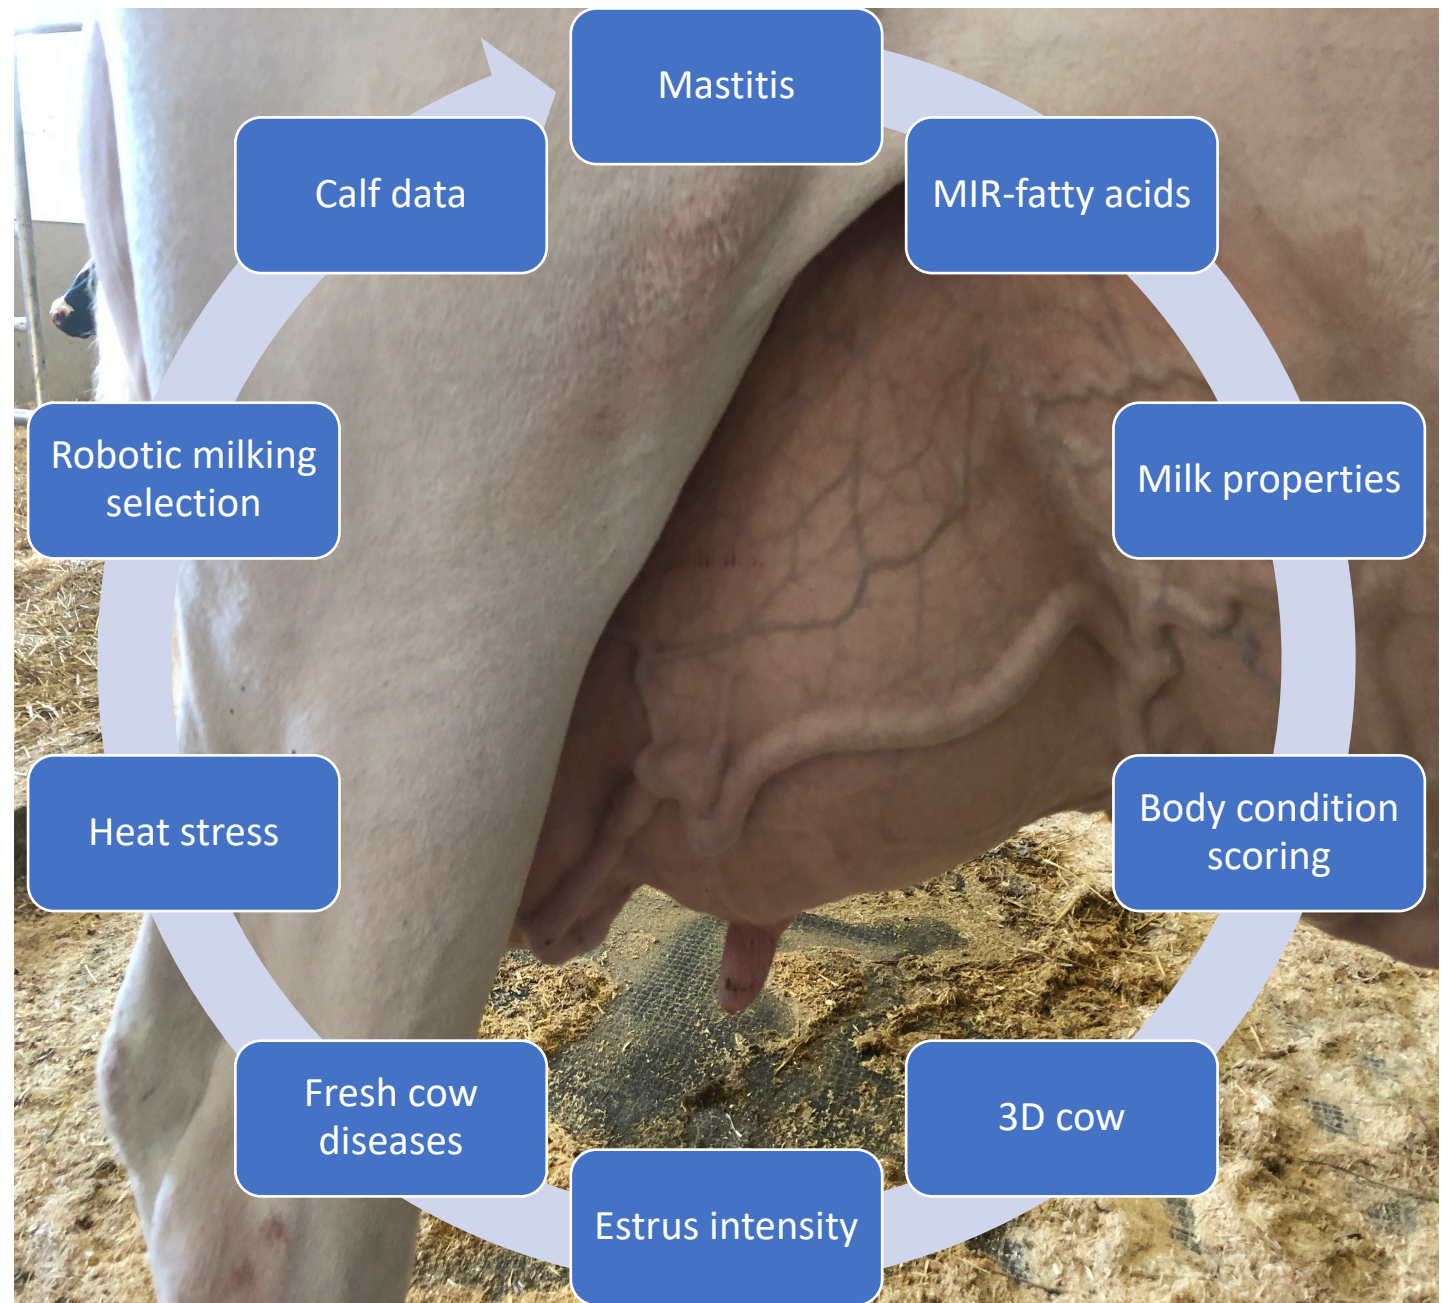 Mastitis
MIR-fatty acids
Milk properties
Body condition
scoring
3D cow
Estrus intensity
Fresh cow
diseases
Heat stress
Robotic milking
selection
Calf data